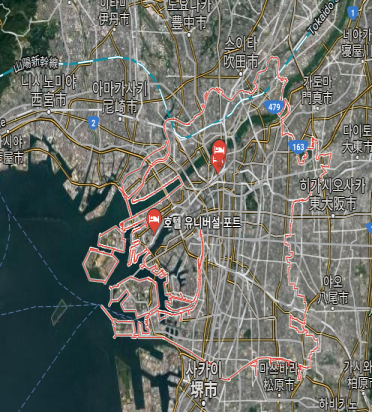 이타미
伊丹市
도요나카
豊中市
Tokaido
1
山陽新幹線
스이타
吹田市
네야가
寝屋川
니시노미야
西宮市
아마가사키
尼崎市
가도마
門真市
479
2
163
다이토
大東市
히가시오사카
東大阪市
호텔 유니버설 포트
야오
八尾市
사카이
堺市
마쓰바라
松原市
가시와
柏原
하비키노